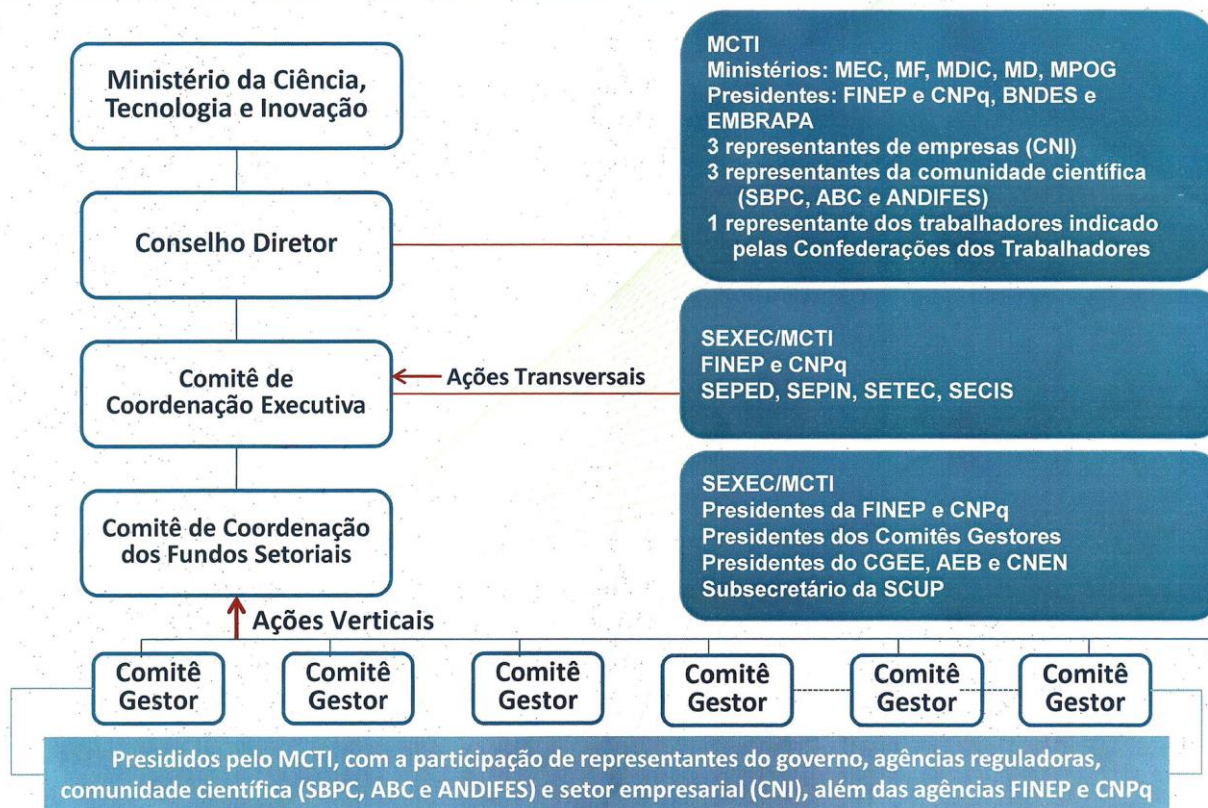 Ministério da Ciência,
Tecnologia e Inovação
MCTI
Ministérios: MEC, MF, MDIC, MD, MPOG
Presidentes: FINEP e CNPq, BNDES e
EMBRAPA
3 representantes de empresas (CNI)
3 representantes da comunidade científica
(SBPC, ABC e ANDIFES)
1 representante dos trabalhadores indicado
pelas Confederações dos Trabalhadores
Conselho Diretor
Comitê de
Coordenação Executiva
Ações Transversais
SEXEC/MCTI
FINEP e CNPq
SEPED, SEPIN, SETEC, SECIS
Comitê de Coordenação
dos Fundos Setoriais
SEXEC/MCTI
Presidentes da FINEP e CNPq
Presidentes dos Comitês Gestores
Presidentes do CGEE, AEB e CNEN
Subsecretário da SCUP
Ações Verticais
Comitê
Gestor
Comitê
Gestor
Comitê
Gestor
Comitê
Gestor
Comitê
Gestor
Comitê
Gestor
Presididos pelo MCTI, com a participação de representantes do governo, agências reguladoras,
comunidade científica (SBPC, ABC e ANDIFES) e setor empresarial (CNI), além das agências FINEP e CNPq